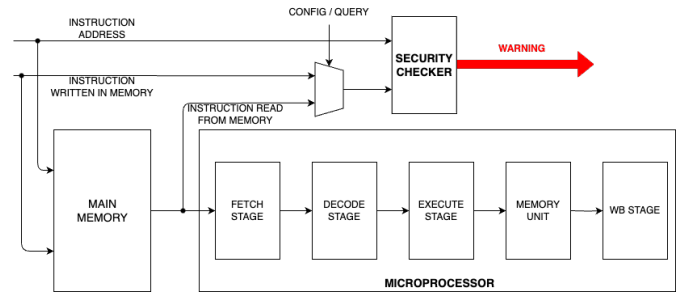 CONFIG / QUERY
INSTRUCTION
ADDRESS
SECURITY
CHECKER
WARNING
INSTRUCTION
WRITTEN IN MEMORY
INSTRUCTION READ
FROM MEMORY
MAIN
MEMORY
FETCH
STAGE
DECODE
STAGE
EXECUTE
STAGE
MEMORY
UNIT
WB STAGE
MICROPROCESSOR